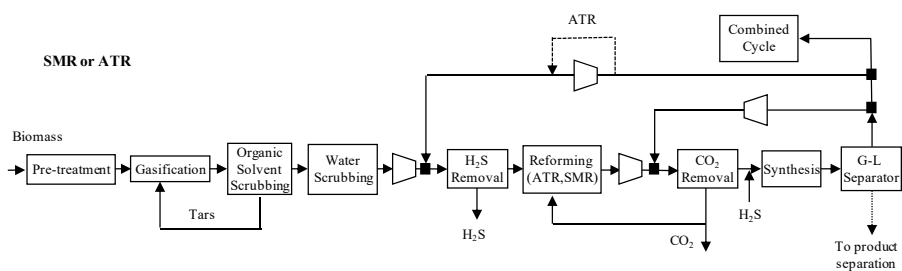 ATR
Combined
Cycle
SMR or ATR
Biomass
Pre-treatment
Gasification
Organic
Solvent
Scrubbing
Water
Scrubbing
H₂S
Removal
Reforming
(ATR,SMR)
CO₂
Removal
Synthesis
G-L
Separator
Tars
H₂S
CO₂
H₂S
To product
separation